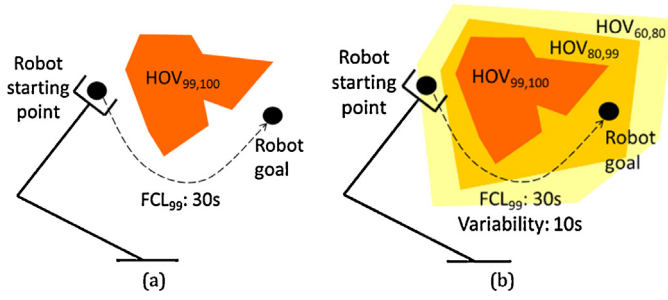 Robot
starting
point
HOV99,100
Robot
goal
FCL99: 30s
(a)
HOV60,80
HOV80,99
HOV99,100
Robot
starting
point
Robot
goal
FCL99: 30s
Variability: 10s
(b)